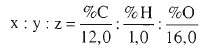 x : y : z = %C/12,0 : %H/1,0 : %O/16,0